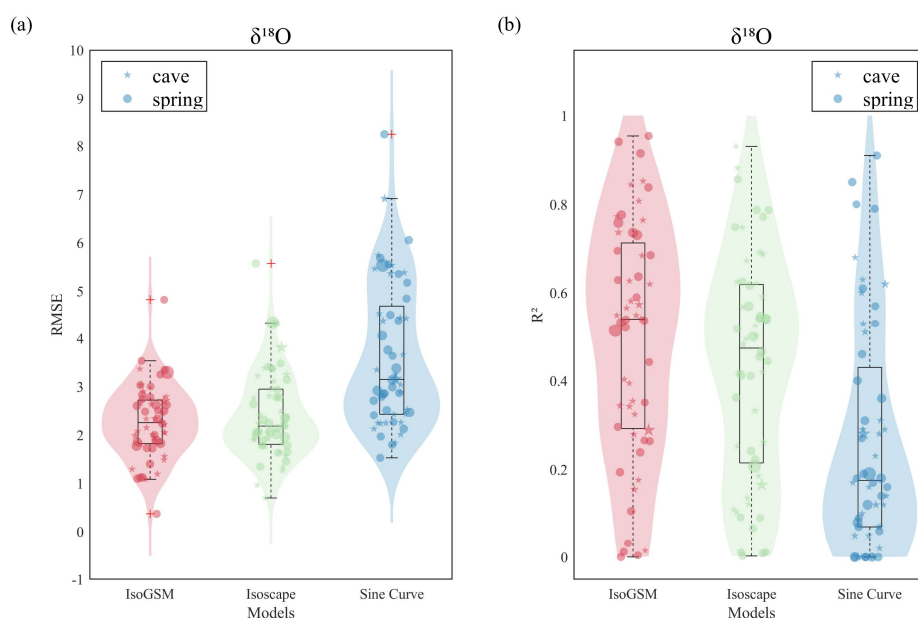 (a)
δ¹⁸O
10
9
8
7
6
5
4
3
2
1
0
-1
RMSE
cave
spring
IsoGSM
Isoscape
Sine Curve
Models
(b)
δ¹⁸O
1
0.8
0.6
0.4
0.2
0
R²
cave
spring
IsoGSM
Isoscape
Sine Curve
Models